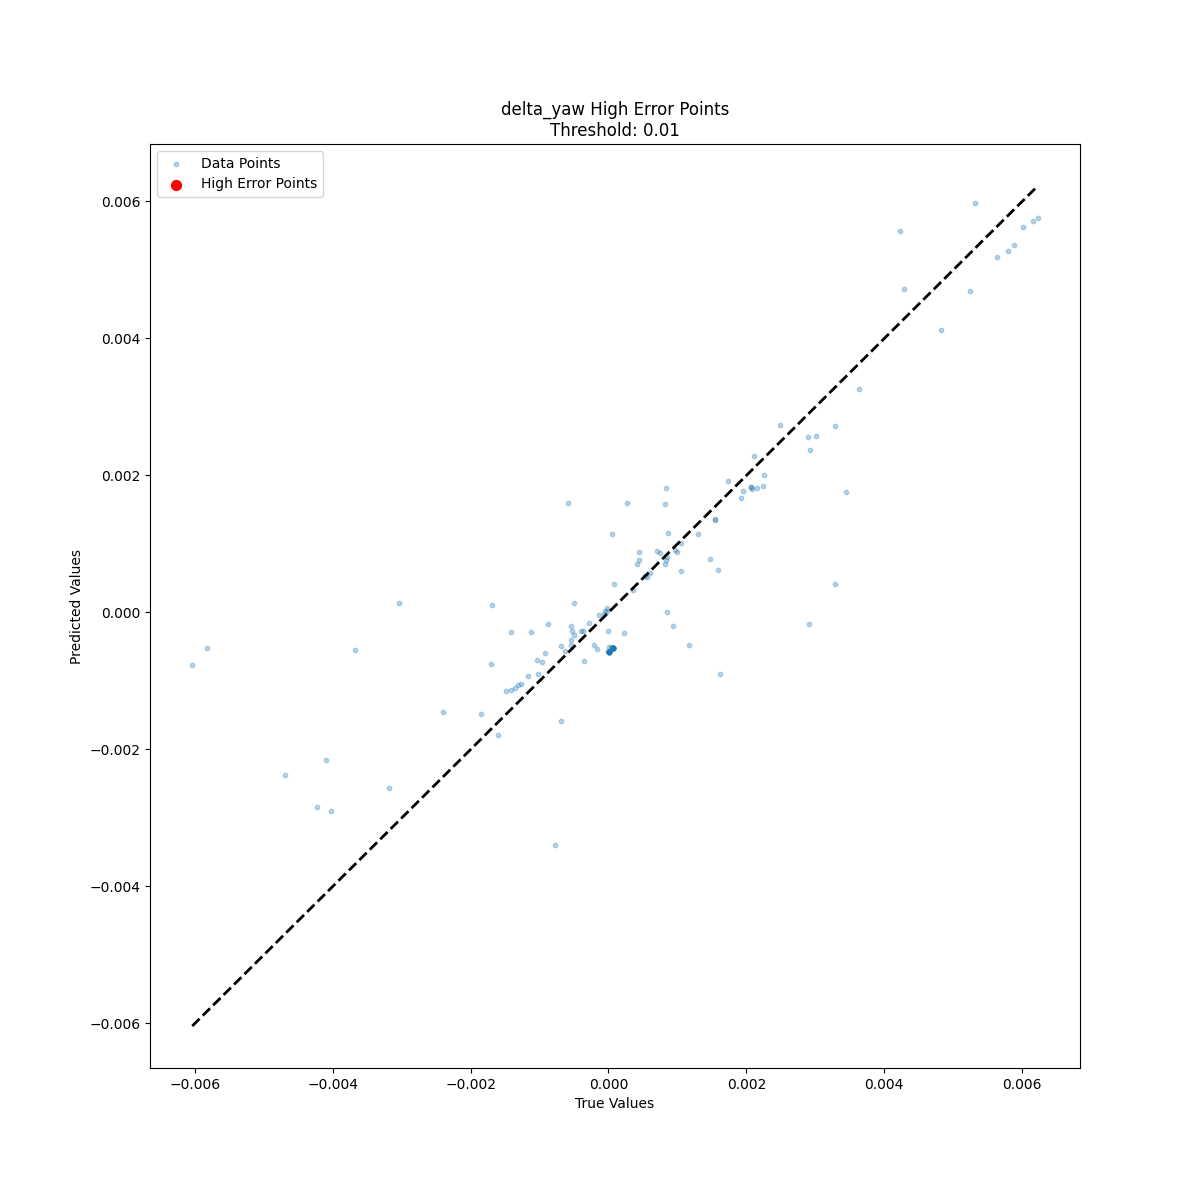 delta_yaw High Error Points
Threshold: 0.01
Data Points
High Error Points
0.006
0.004
0.002
0.000
−0.002
−0.004
−0.006
Predicted Values
−0.006
−0.004
−0.002
0.000
0.002
0.004
0.006
True Values